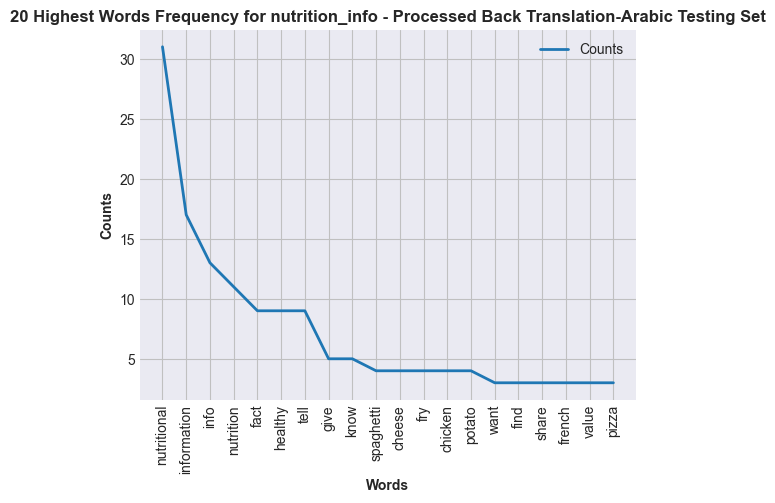 20 Highest Words Frequency for nutrition_info - Processed Back Translation-Arabic Testing Set
Counts
30
25
20
15
10
5
Counts
nutritional
information
info
nutrition
fact
healthy
tell
give
know
spaghetti
cheese
fry
chicken
potato
want
find
share
french
value
pizza
Words